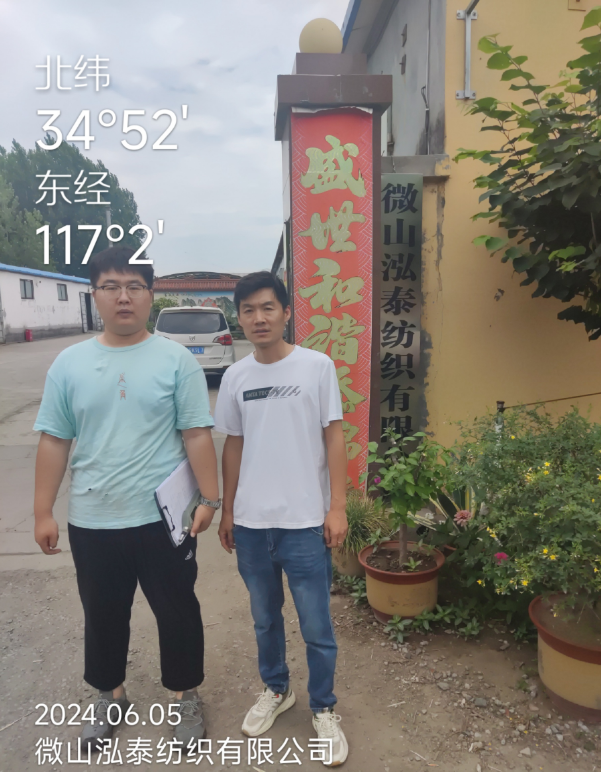 北纬
34°52'
东经
117°2'
盛世和谐
微山泓泰纺织有限
2024.06.05
微山泓泰纺织有限公司